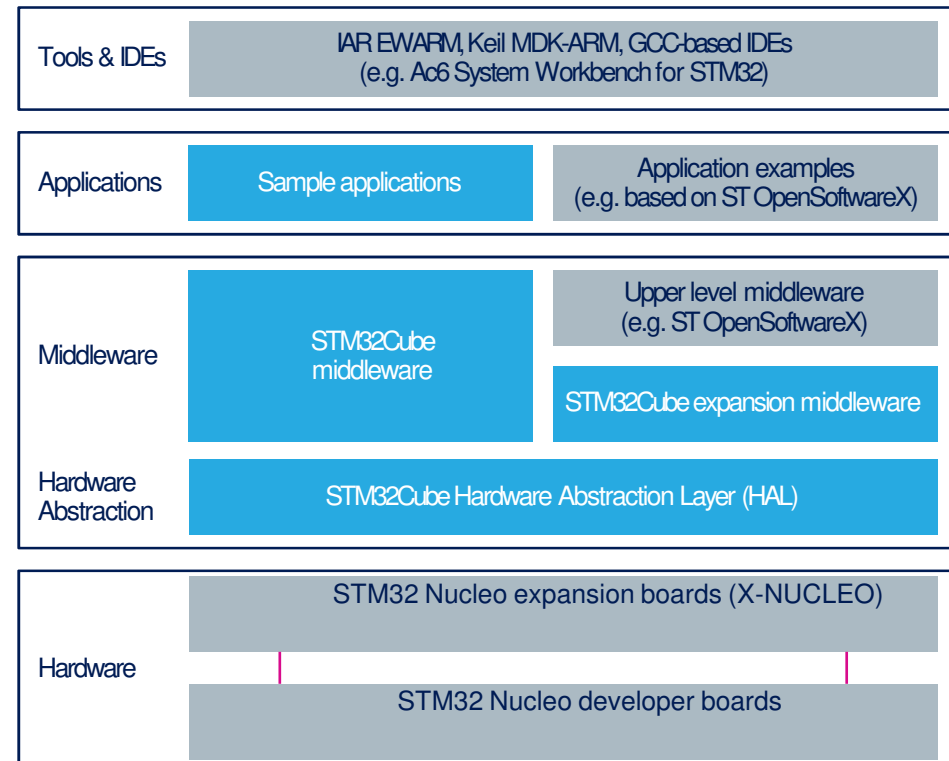 Tools & IDEs
IAR EWARM, Keil MDK-ARM, GCC-based IDEs
(e.g. Ac6 System Workbench for STM32)
Applications
Sample applications
Application examples
(e.g. based on ST OpenSoftwareX)
Middleware
STM32Cube
middleware
Upper level middleware
(e.g. ST OpenSoftwareX)
STM32Cube expansion middleware
Hardware
Abstraction
STM32Cube Hardware Abstraction Layer (HAL)
Hardware
STM32 Nucleo expansion boards (X-NUCLEO)
STM32 Nucleo developer boards